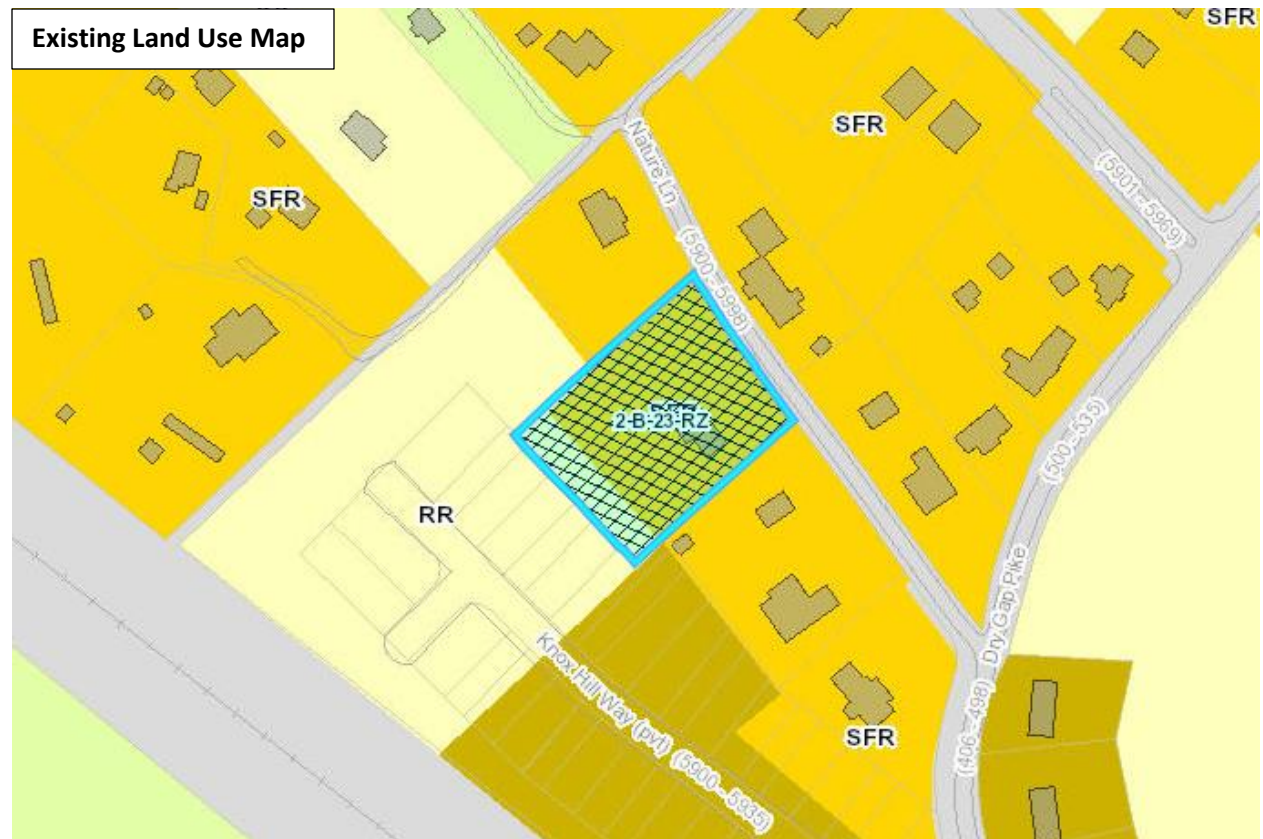 Existing Land Use Map
SFR
SFR
Nature Ln
(5901 - 5969)
SFR
(5900 - 5998)
2-B-23-RZ
(500 - 535)
RR
Dry Gap Pike
Knox Hill Way (pvt) (5900 - 5935)
(406 - 498)
SFR